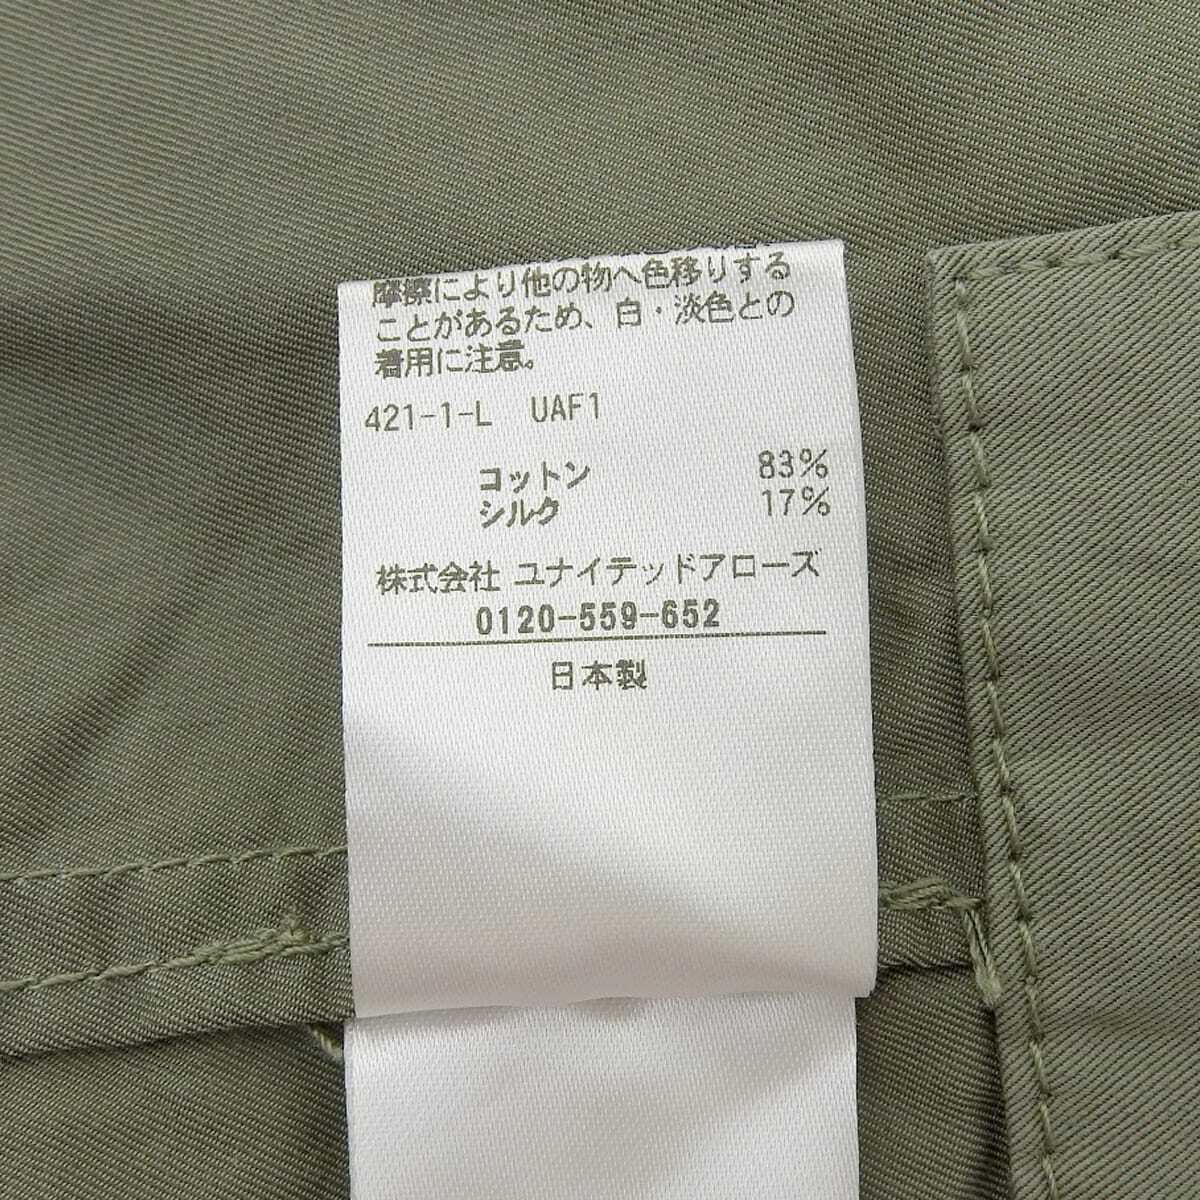 摩擦により他の物へ色移りする
ことがあるため、白・淡色との
着用に注意。
421-1-L UAF1
コットン 83%
シルク 17%
株式会社 ユナイテッドアローズ
0120-559-652
日本製